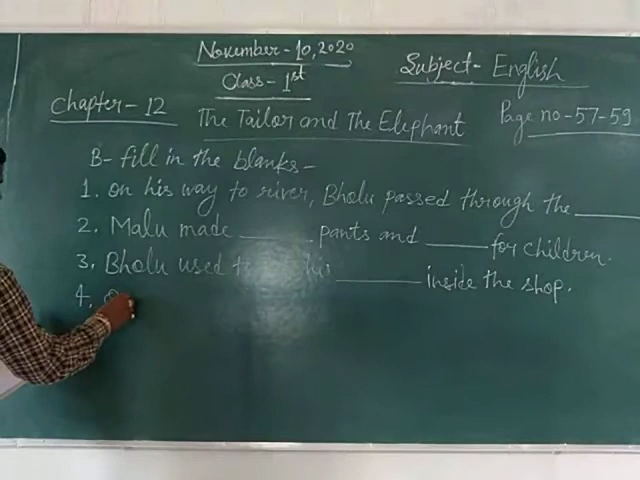 November - 10, 2020
Class - 1st
Subject - English
Chapter - 12
The Tailor and The Elephant
Page no - 57-59
B- fill in the blanks -
1. on his way to river, Bholu passed through the ______
2. Malu made ______ pants and ______ for children.
3. Bholu used his ______ inside the shop.
4.